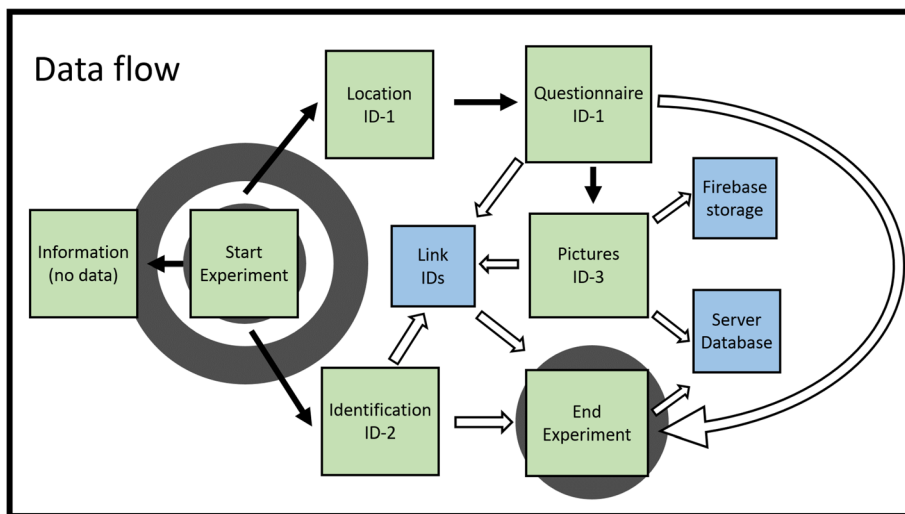 Data flow
Location
ID-1
Questionnaire
ID-1
Firebase
storage
Information
(no data)
Start
Experiment
Link
IDs
Pictures
ID-3
Server
Database
Identification
ID-2
End
Experiment